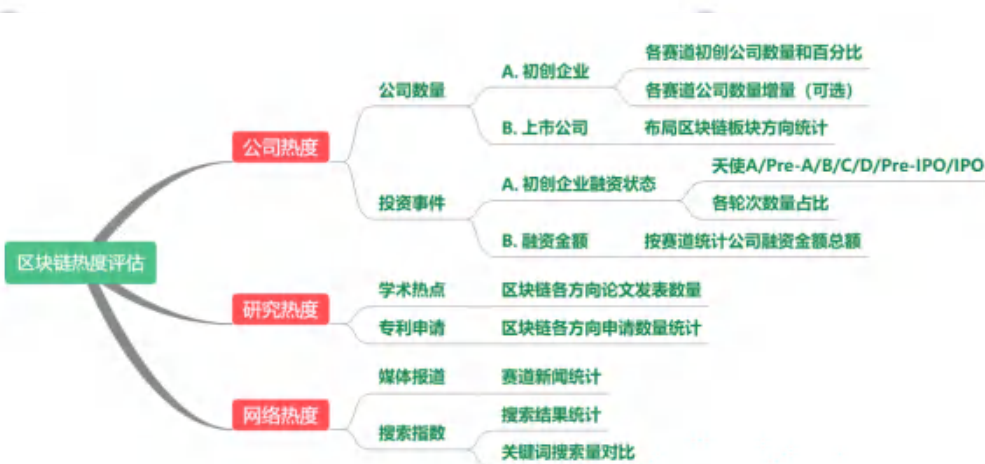 区块链热度评估
公司热度
公司数量
A. 初创企业
各赛道初创公司数量和百分比
各赛道公司数量增量（可选）
B. 上市公司
布局区块链板块方向统计
投资事件
A. 初创企业融资状态
天使A/Pre-A/B/C/D/Pre-IPO/IPO
各轮次数量占比
B. 融资金额
按赛道统计公司融资金额总额
研究热度
学术热点
区块链各方向论文发表数量
专利申请
区块链各方向申请数量统计
网络热度
媒体报道
赛道新闻统计
搜索指数
搜索结果统计
关键词搜索量对比